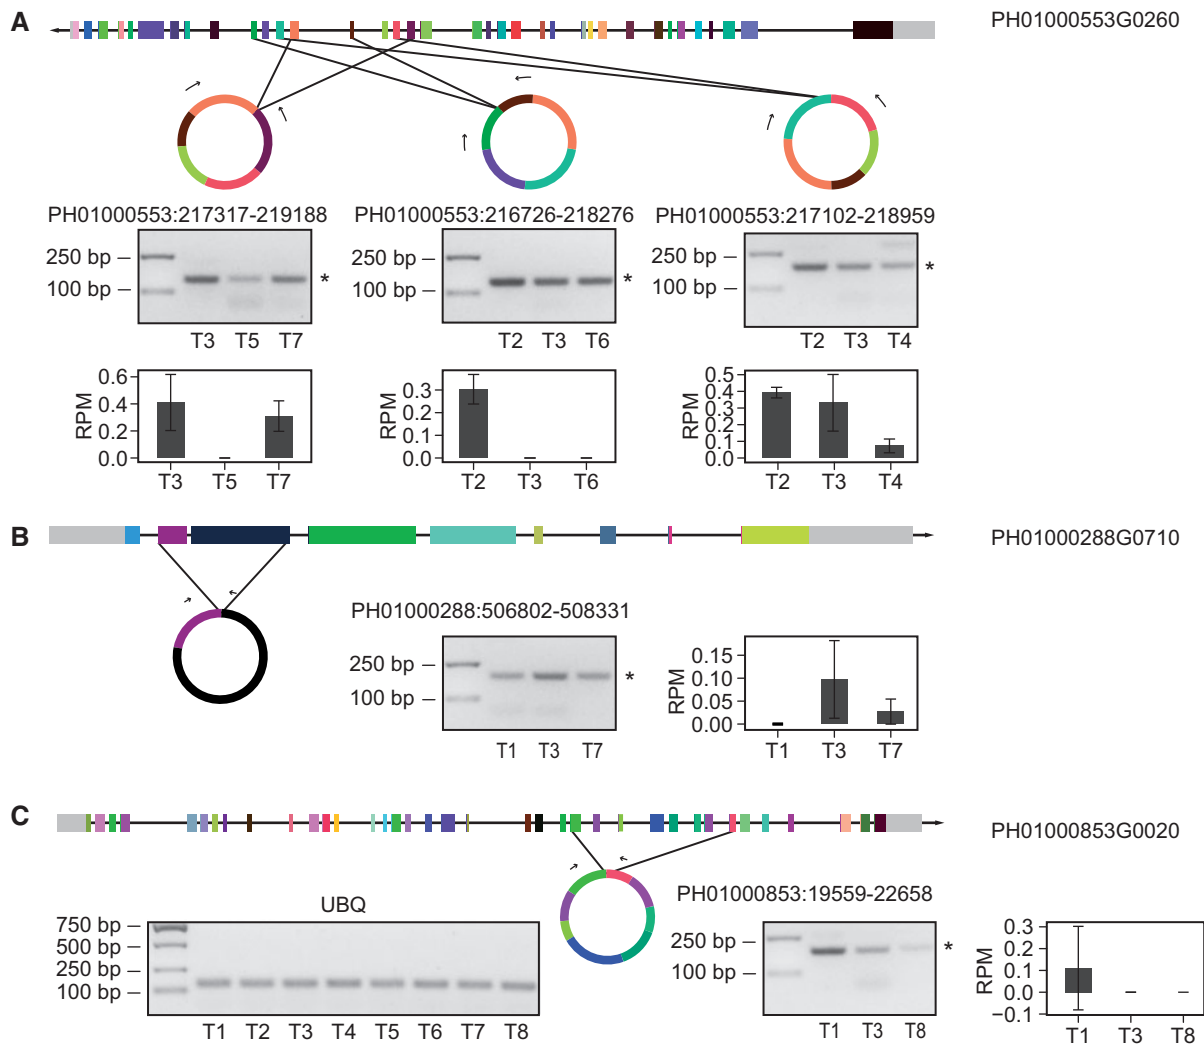 A
PH01000553G0260
PH01000553:217317-219188
PH01000553:216726-218276
PH01000553:217102-218959
250 bp –
100 bp –
*
T3 T5 T7
250 bp –
100 bp –
*
T2 T3 T6
250 bp –
100 bp –
*
T2 T3 T4
RPM
0.6
0.4
0.2
0.0
T3 T5 T7
RPM
0.3
0.2
0.1
0.0
T2 T3 T6
RPM
0.5
0.4
0.3
0.2
0.1
0.0
T2 T3 T4
B
PH01000288G0710
PH01000288:506802-508331
250 bp –
100 bp –
*
T1 T3 T7
RPM
0.15
0.10
0.05
0.00
T1 T3 T7
C
PH01000853G0020
UBQ
750 bp –
500 bp –
250 bp –
100 bp –
T1 T2 T3 T4 T5 T6 T7 T8
PH01000853:19559-22658
250 bp –
100 bp –
*
T1 T3 T8
RPM
0.3
0.2
0.1
0.0
−0.1
T1 T3 T8